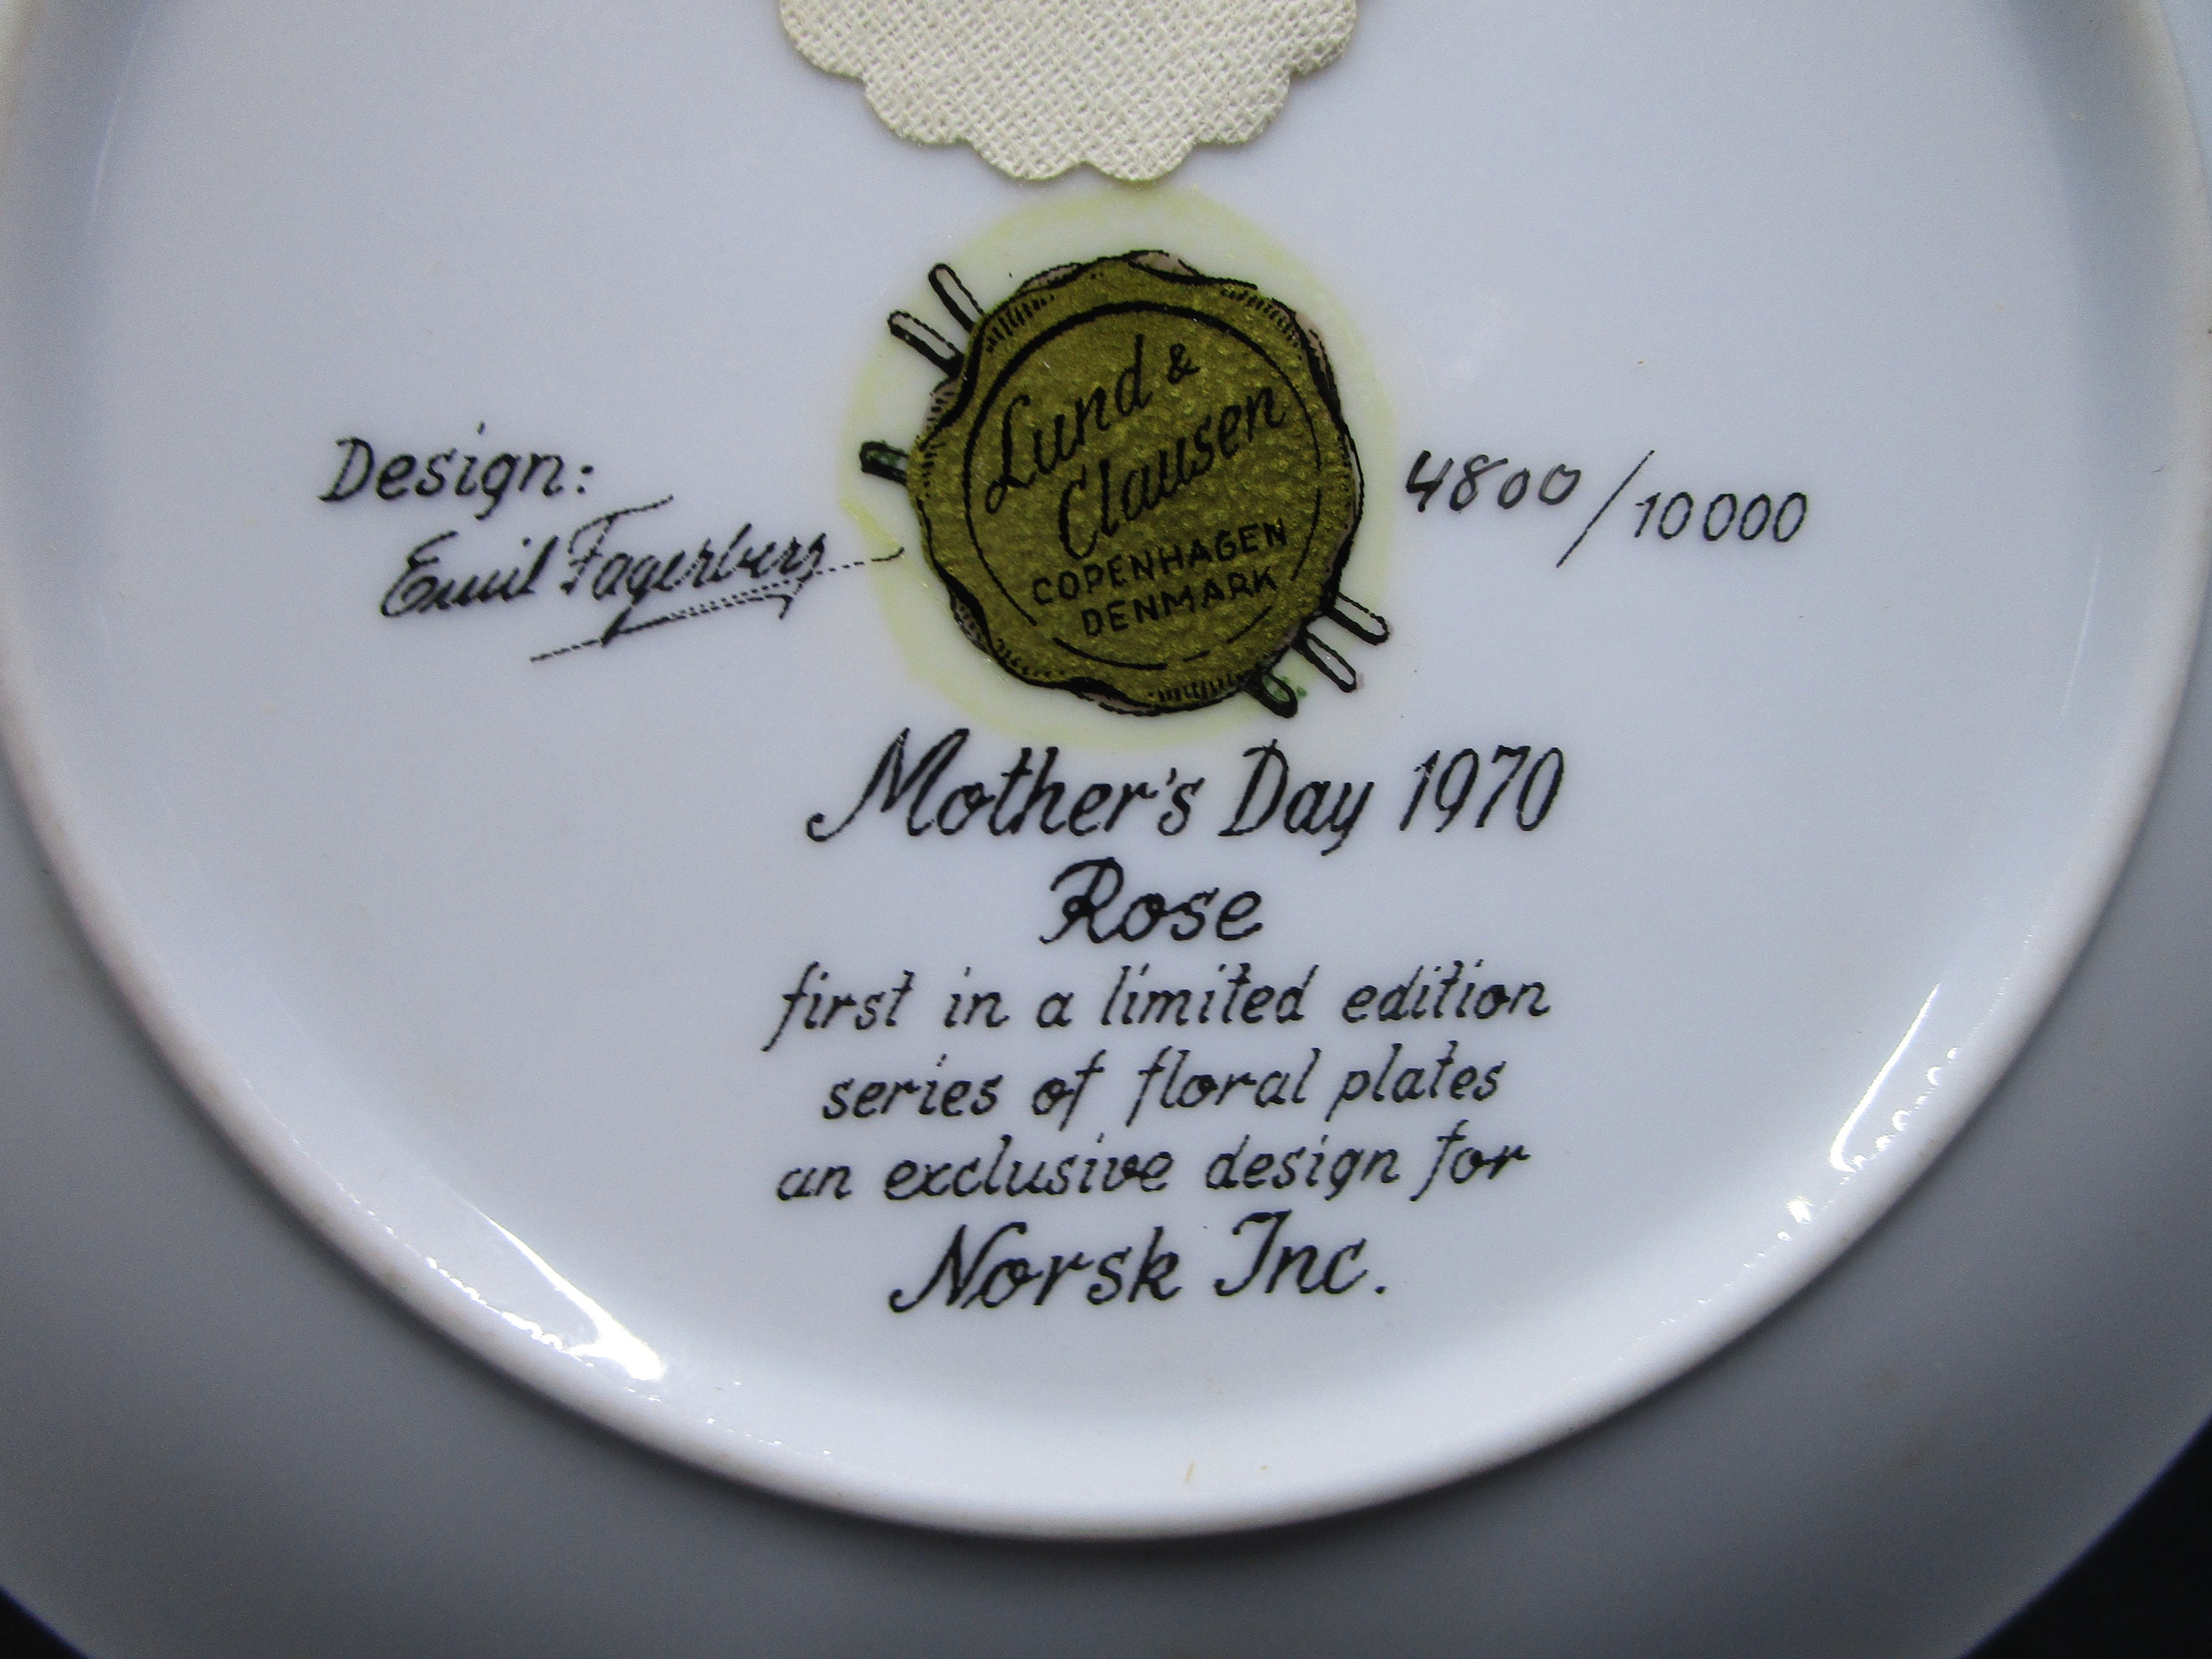 Lund &
Clausen
COPENHAGEN
DENMARK
Design:
Emil Fagerberg
4800/10000
Mother's Day 1970
Rose
first in a limited edition
series of floral plates
an exclusive design for
Norsk Inc.